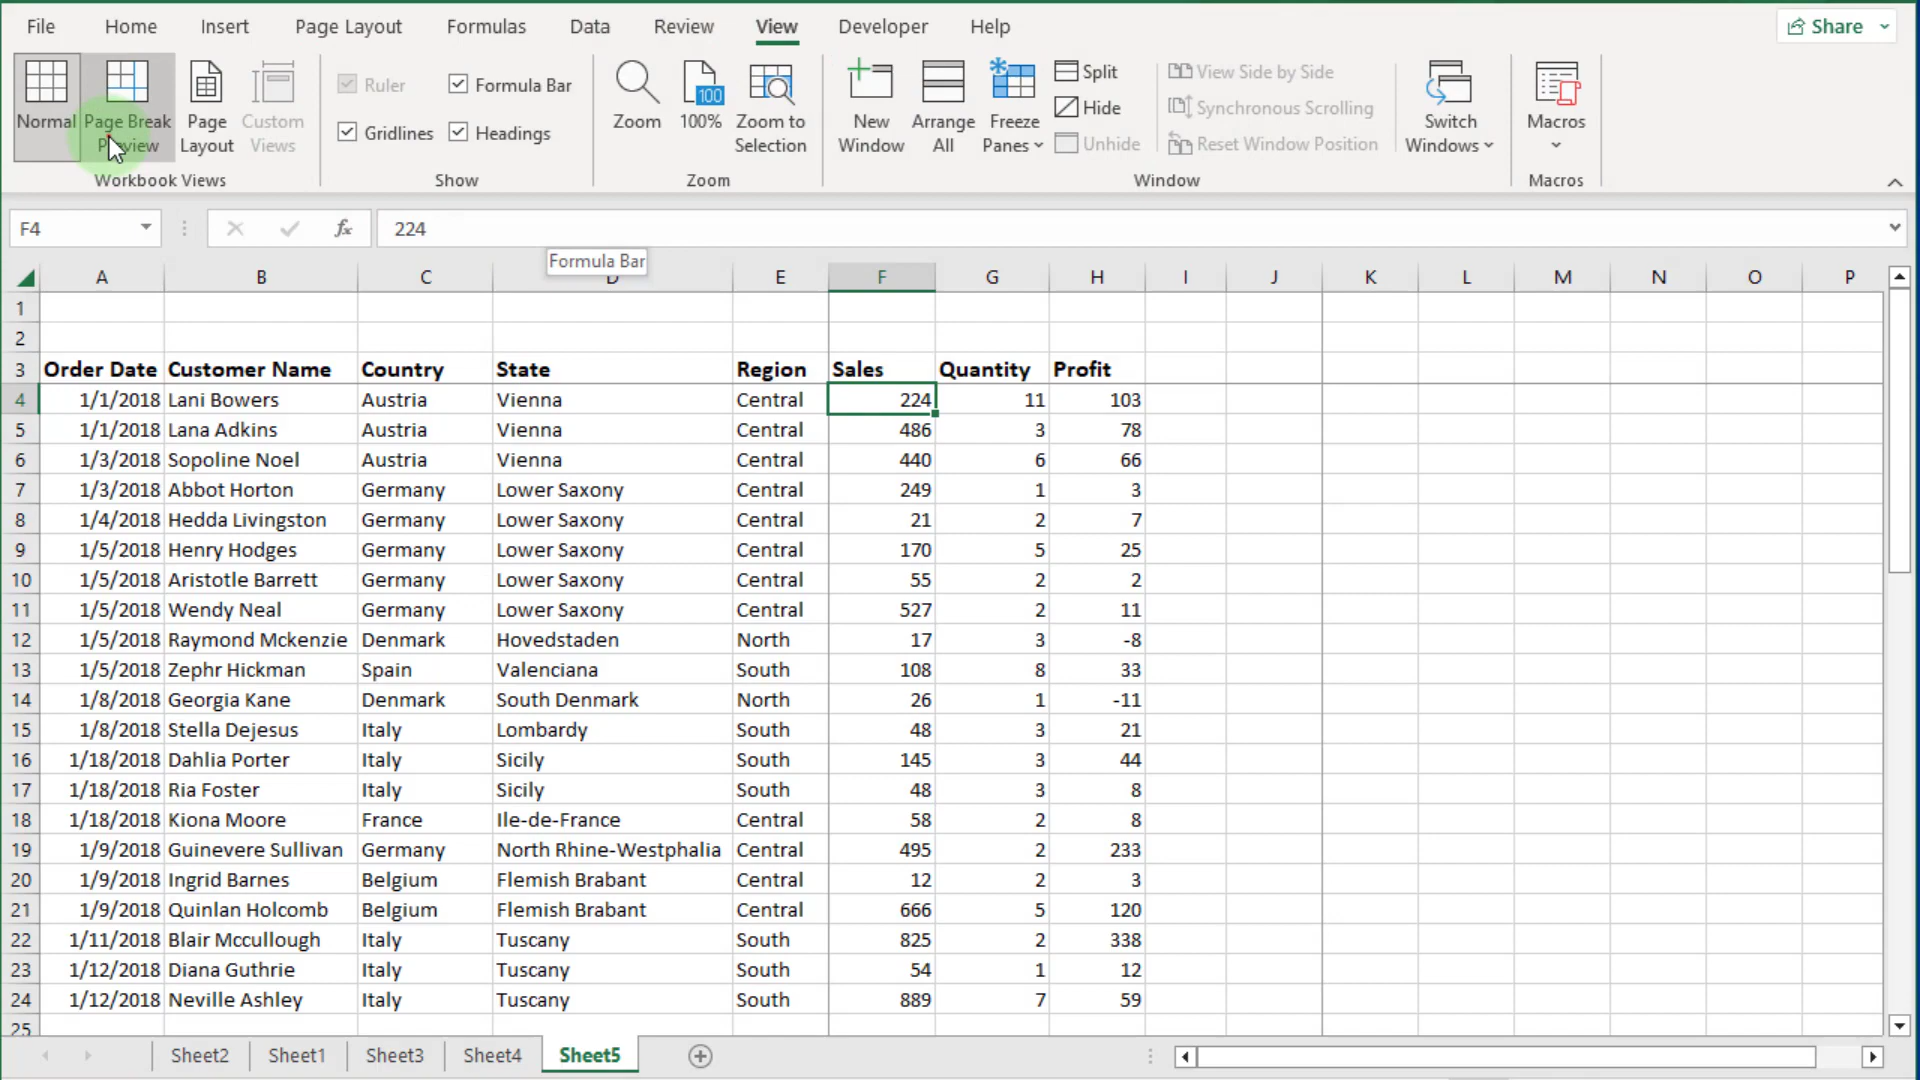 File Home Insert Page Layout Formulas Data Review View Developer Help Share
Normal Page Break Preview Page Layout Custom Views
Ruler Formula Bar
Gridlines Headings
Zoom 100% Zoom to Selection
New Window Arrange All Freeze Panes
Split
Hide
Unhide
View Side by Side
Synchronous Scrolling
Reset Window Position
Switch Windows Macros
Workbook Views Show Zoom Window Macros
F4 fx 224
Formula Bar
A B C D E F G H I J K L M N O P
1
2
3 Order Date Customer Name Country State Region Sales Quantity Profit
4 1/1/2018 Lani Bowers Austria Vienna Central 224 11 103
5 1/1/2018 Lana Adkins Austria Vienna Central 486 3 78
6 1/3/2018 Sopoline Noel Austria Vienna Central 440 6 66
7 1/3/2018 Abbot Horton Germany Lower Saxony Central 249 1 3
8 1/4/2018 Hedda Livingston Germany Lower Saxony Central 21 2 7
9 1/5/2018 Henry Hodges Germany Lower Saxony Central 170 5 25
10 1/5/2018 Aristotle Barrett Germany Lower Saxony Central 55 2 2
11 1/5/2018 Wendy Neal Germany Lower Saxony Central 527 2 11
12 1/5/2018 Raymond Mckenzie Denmark Hovedstaden North 17 3 -8
13 1/5/2018 Zephr Hickman Spain Valenciana South 108 8 33
14 1/8/2018 Georgia Kane Denmark South Denmark North 26 1 -11
15 1/8/2018 Stella Dejesus Italy Lombardy South 48 3 21
16 1/18/2018 Dahlia Porter Italy Sicily South 145 3 44
17 1/18/2018 Ria Foster Italy Sicily South 48 3 8
18 1/18/2018 Kiona Moore France Ile-de-France Central 58 2 8
19 1/9/2018 Guinevere Sullivan Germany North Rhine-Westphalia Central 495 2 233
20 1/9/2018 Ingrid Barnes Belgium Flemish Brabant Central 12 2 3
21 1/9/2018 Quinlan Holcomb Belgium Flemish Brabant Central 666 5 120
22 1/11/2018 Blair Mccullough Italy Tuscany South 825 2 338
23 1/12/2018 Diana Guthrie Italy Tuscany South 54 1 12
24 1/12/2018 Neville Ashley Italy Tuscany South 889 7 59
25
Sheet2 Sheet1 Sheet3 Sheet4 Sheet5